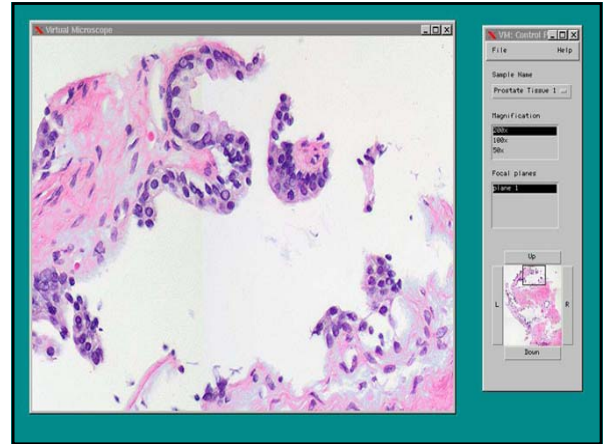 Virtual Microscope
VM: Control P
File Help
Sample Name
Prostate Tissue 1
Magnification
200x
100x
50x
Focal planes
plane 1
Up
L R
Down